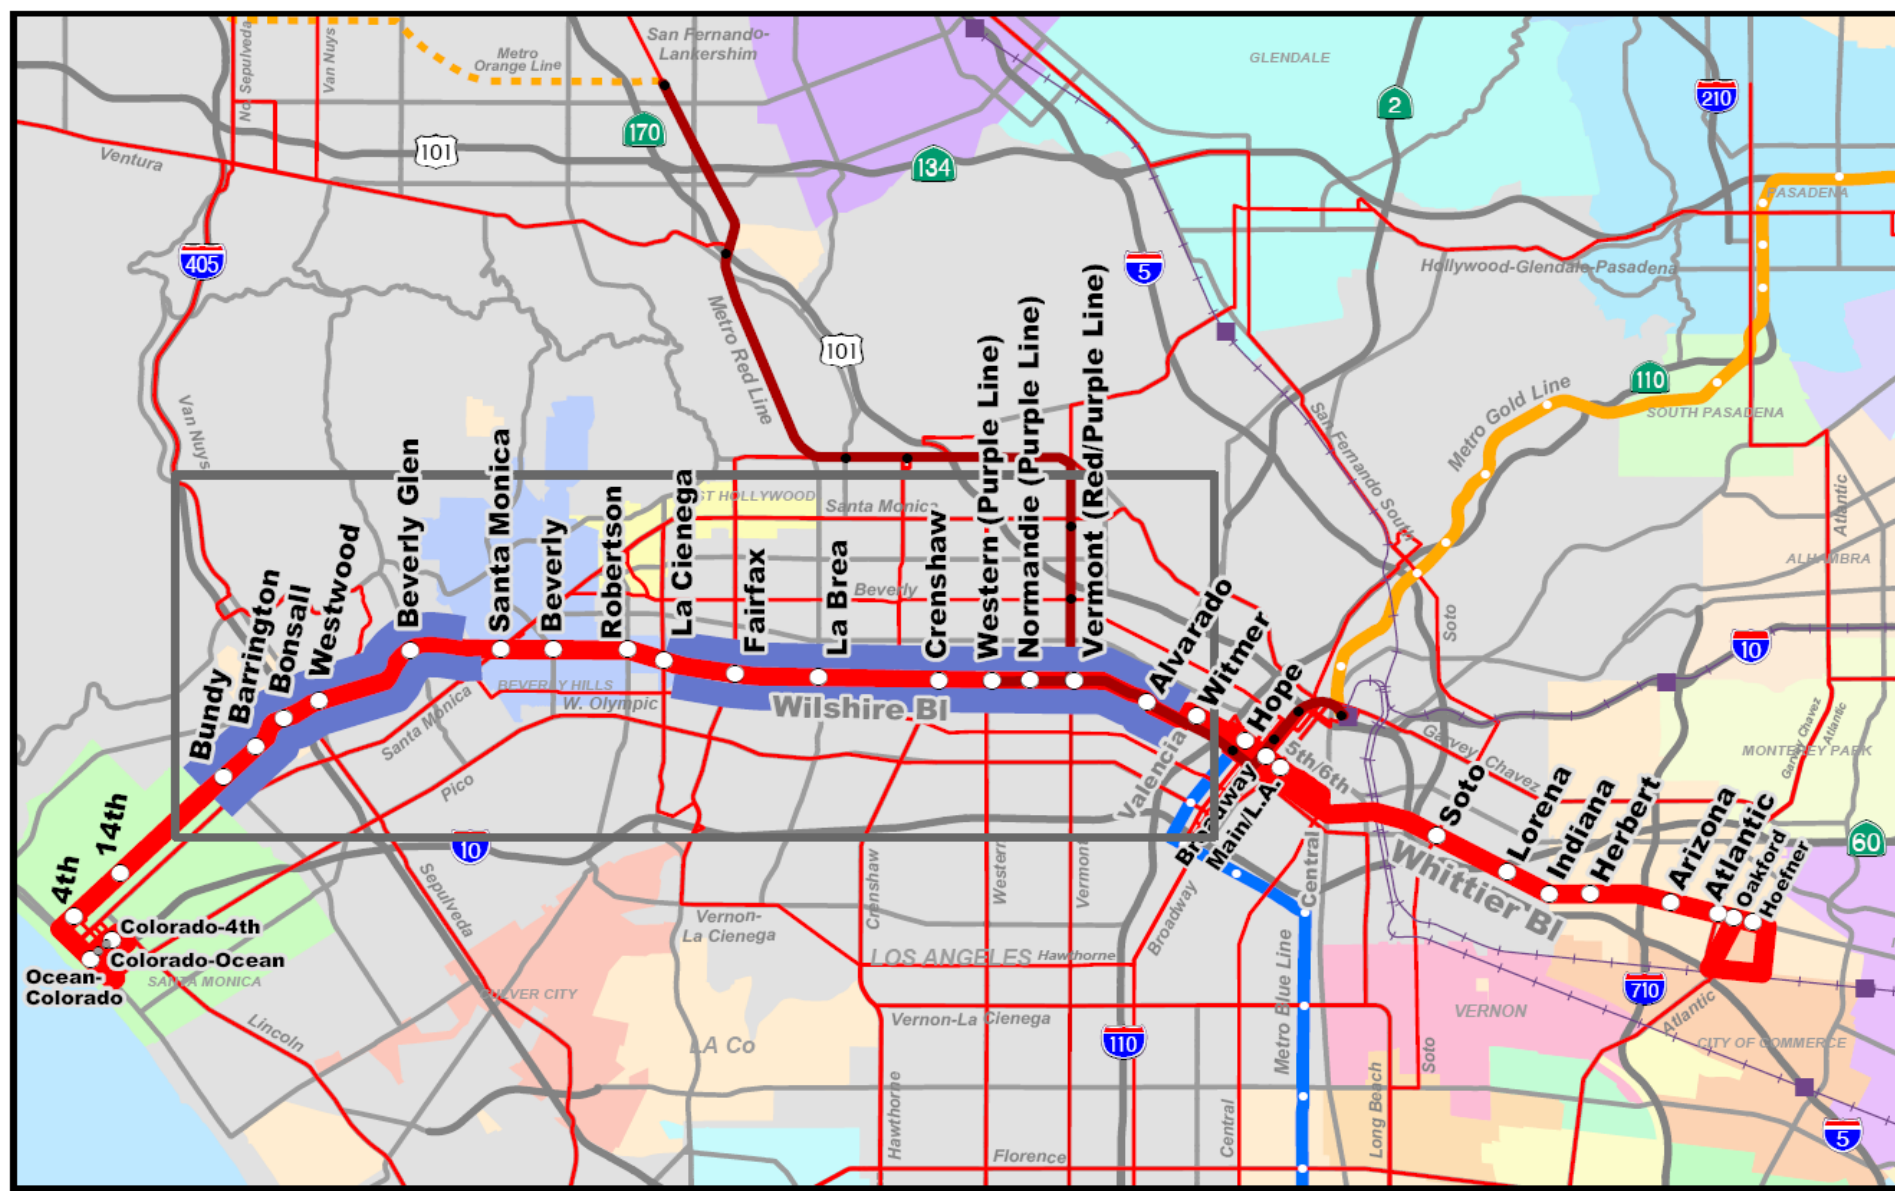 No. Sepulveda
Van Nuys
Metro
Orange Line
San Fernando-
Lankershim
GLENDALE
170
101
134
2
210
Ventura
405
5
PASADENA
Hollywood-Glendale-Pasadena
Metro Red Line
101
110
Metro Gold Line
SOUTH PASADENA
San Fernando South
Van Nuys
ST HOLLYWOOD
Santa Monica
Beverly
Atlantic
ALHAMBRA
Soto
10
Bundy
Barrington
Bonsall
Westwood
Beverly Glen
Santa Monica
Beverly
Robertson
La Cienega
Fairfax
La Brea
Crenshaw
Western (Purple Line)
Normandie (Purple Line)
Vermont (Red/Purple Line)
Alvarado
Witmer
Hope
BEVERLY HILLS
W. Olympic
Wilshire Bl
Santa Monica
Pico
Valencia
5th/6th
Garvey Chavez
Garvey Chavez
Atlantic
MONTEREY PARK
Broadway
Main/L.A.
Soto
Lorena
Indiana
Herbert
Arizona
Atlantic
Oakford
Hoefner
60
Whittier Bl
4th
14th
10
Sepulveda
Crenshaw
Western
Vermont
Broadway
Central
Colorado-4th
Colorado-Ocean
Ocean-
Colorado
SANTA MONICA
Vernon-
La Cienega
LOS ANGELES
Hawthorne
CULVER CITY
Lincoln
LA Co
Vernon-La Cienega
110
Metro Blue Line
VERNON
710
Atlantic
CITY OF COMMERCE
Soto
Hawthorne
Florence
Central
Long Beach
5